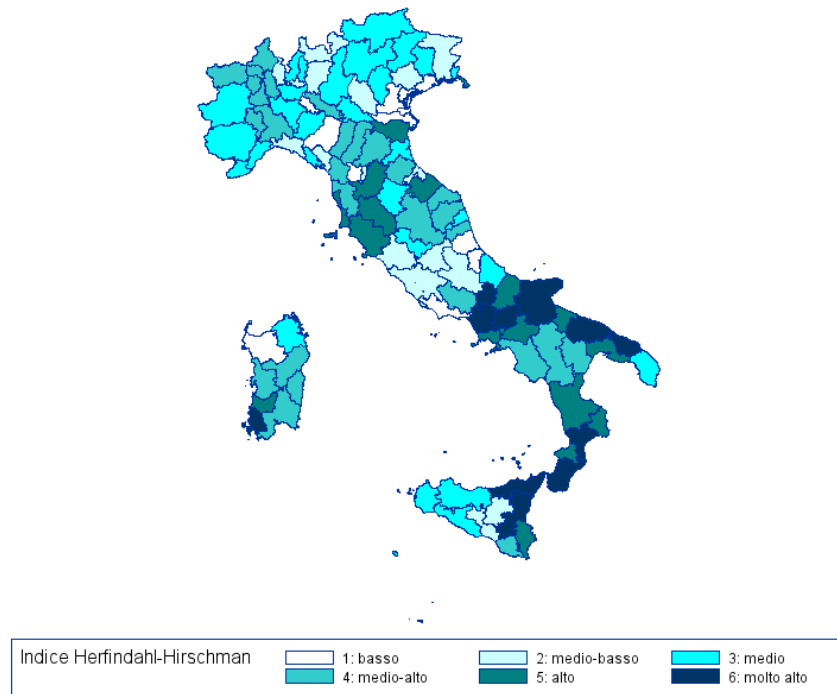 Indice Herfindahl-Hirschman
1: basso 2: medio-basso 3: medio
4: medio-alto 5: alto 6: molto alto